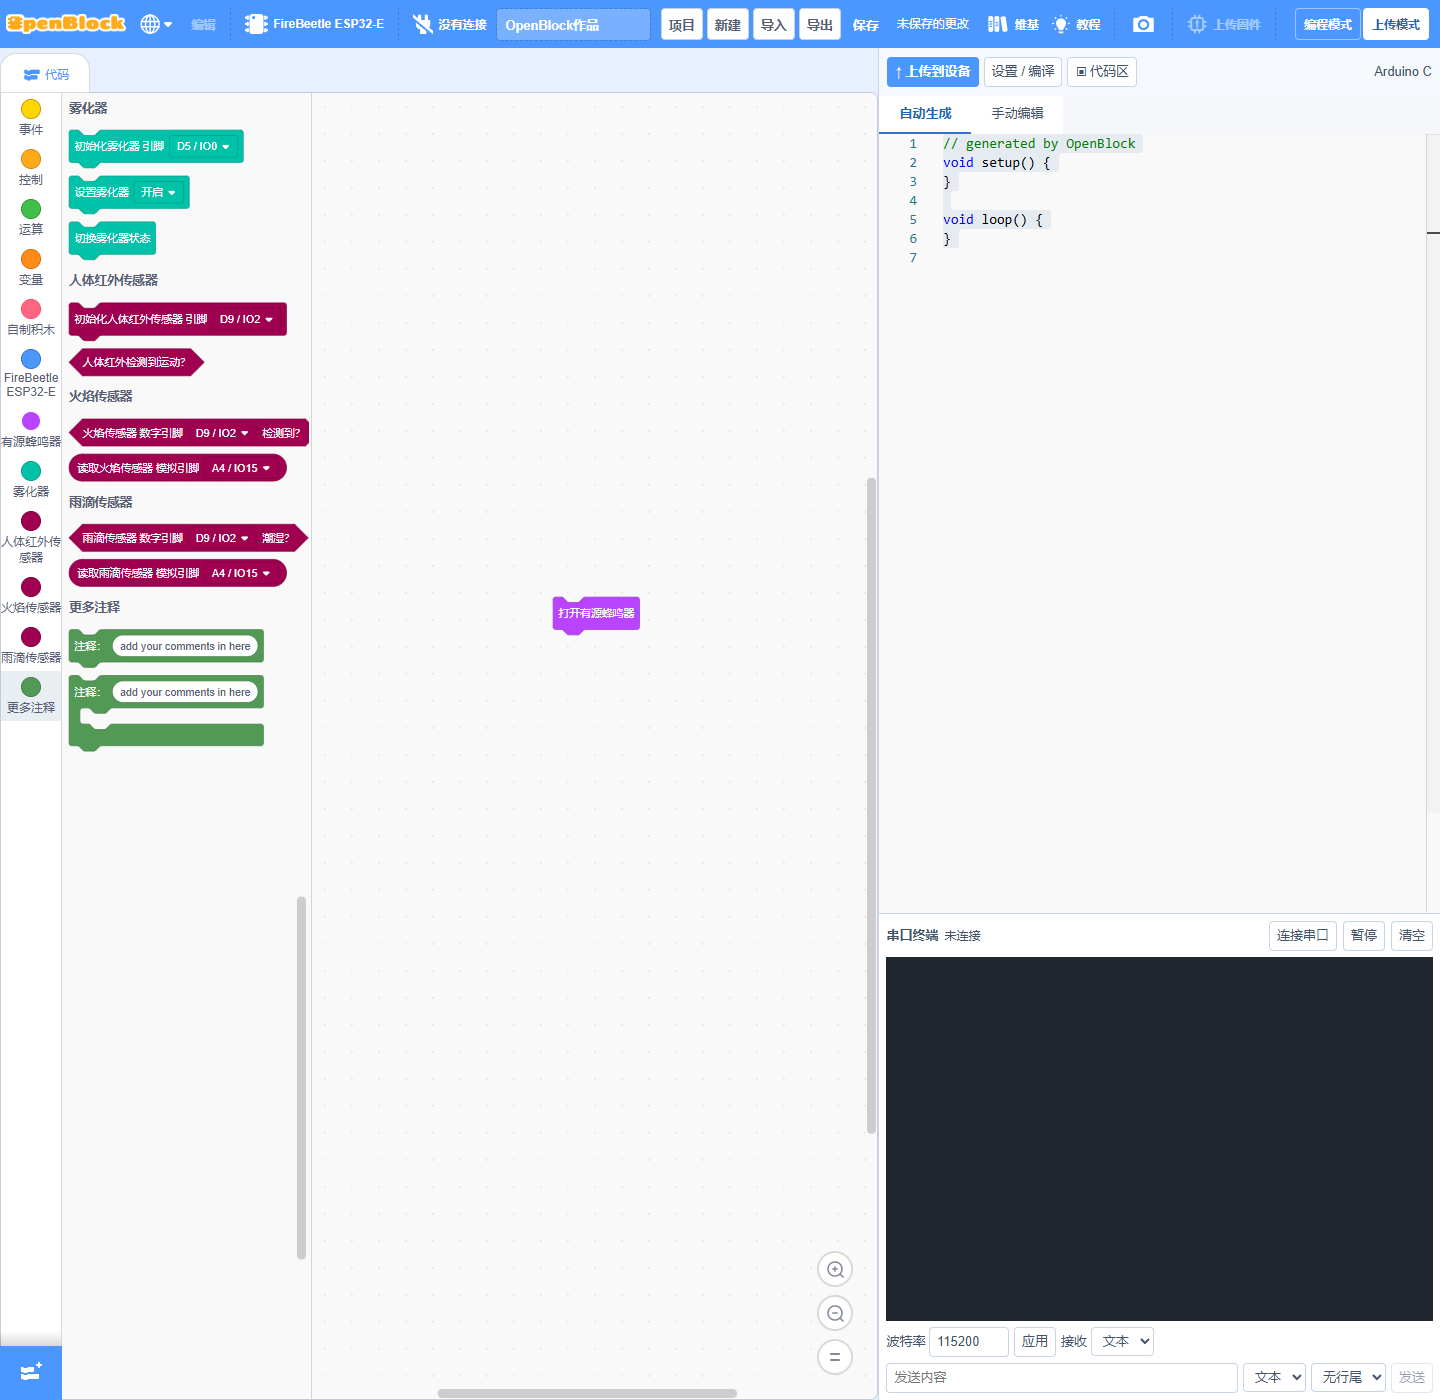 OpenBlock
编辑
FireBeetle ESP32-E
没有连接
OpenBlock作品
项目
新建
导入
导出
保存
未保存的更改
维基
教程
上传固件
编程模式
上传模式
代码
事件
控制
运算
变量
自制积木
FireBeetle
ESP32-E
有源蜂鸣器
雾化器
人体红外传
感器
火焰传感器
雨滴传感器
更多注释
雾化器
初始化雾化器 引脚 D5 / IO0
设置雾化器 开启
切换雾化器状态
人体红外传感器
初始化人体红外传感器 引脚 D9 / IO2
人体红外检测到运动?
火焰传感器
火焰传感器 数字引脚 D9 / IO2 检测到?
读取火焰传感器 模拟引脚 A4 / IO15
雨滴传感器
雨滴传感器 数字引脚 D9 / IO2 潮湿?
读取雨滴传感器 模拟引脚 A4 / IO15
更多注释
注释: add your comments in here
注释: add your comments in here
打开有源蜂鸣器
↑ 上传到设备
设置 / 编译
代码区
Arduino C
自动生成
手动编辑
1 // generated by OpenBlock
2 void setup() {
3 }
4
5 void loop() {
6 }
7
串口终端 未连接
连接串口
暂停
清空
波特率 115200 应用 接收 文本
发送内容
文本
无行尾
发送